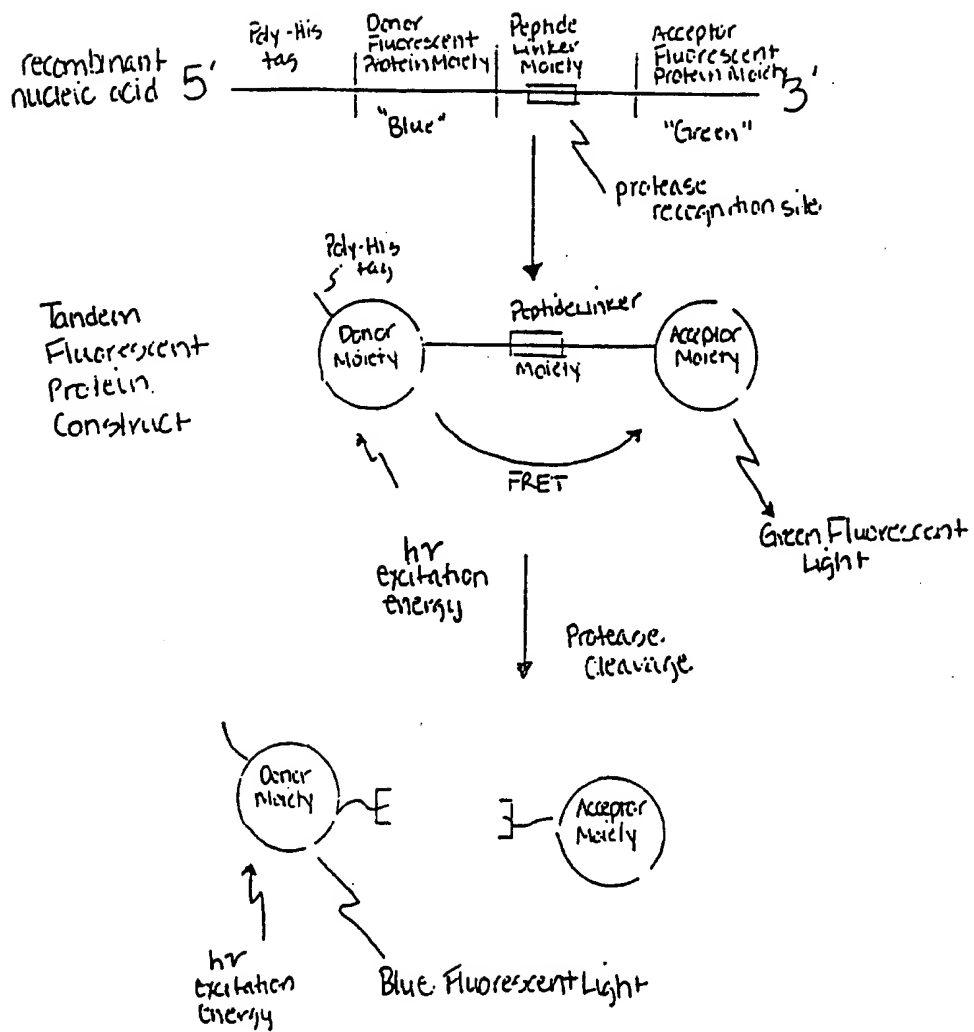 recombinant
nucleic acid
5'
Poly-His
tag
Donor
Fluorescent
Protein Moiety
Peptide
Linker
Moiety
Acceptor
Fluorescent
Protein Moiety
3'
"Blue"
"Green"
protease
recognition site
Tandem
Fluorescent
Protein
Construct
Poly-His
tag
Donor
Moiety
Peptide Linker
Moiety
Acceptor
Moiety
FRET
hν
excitation
energy
Green Fluorescent
Light
Protease
Cleavage
Donor
Moiety
Acceptor
Moiety
hν
excitation
Energy
Blue Fluorescent Light